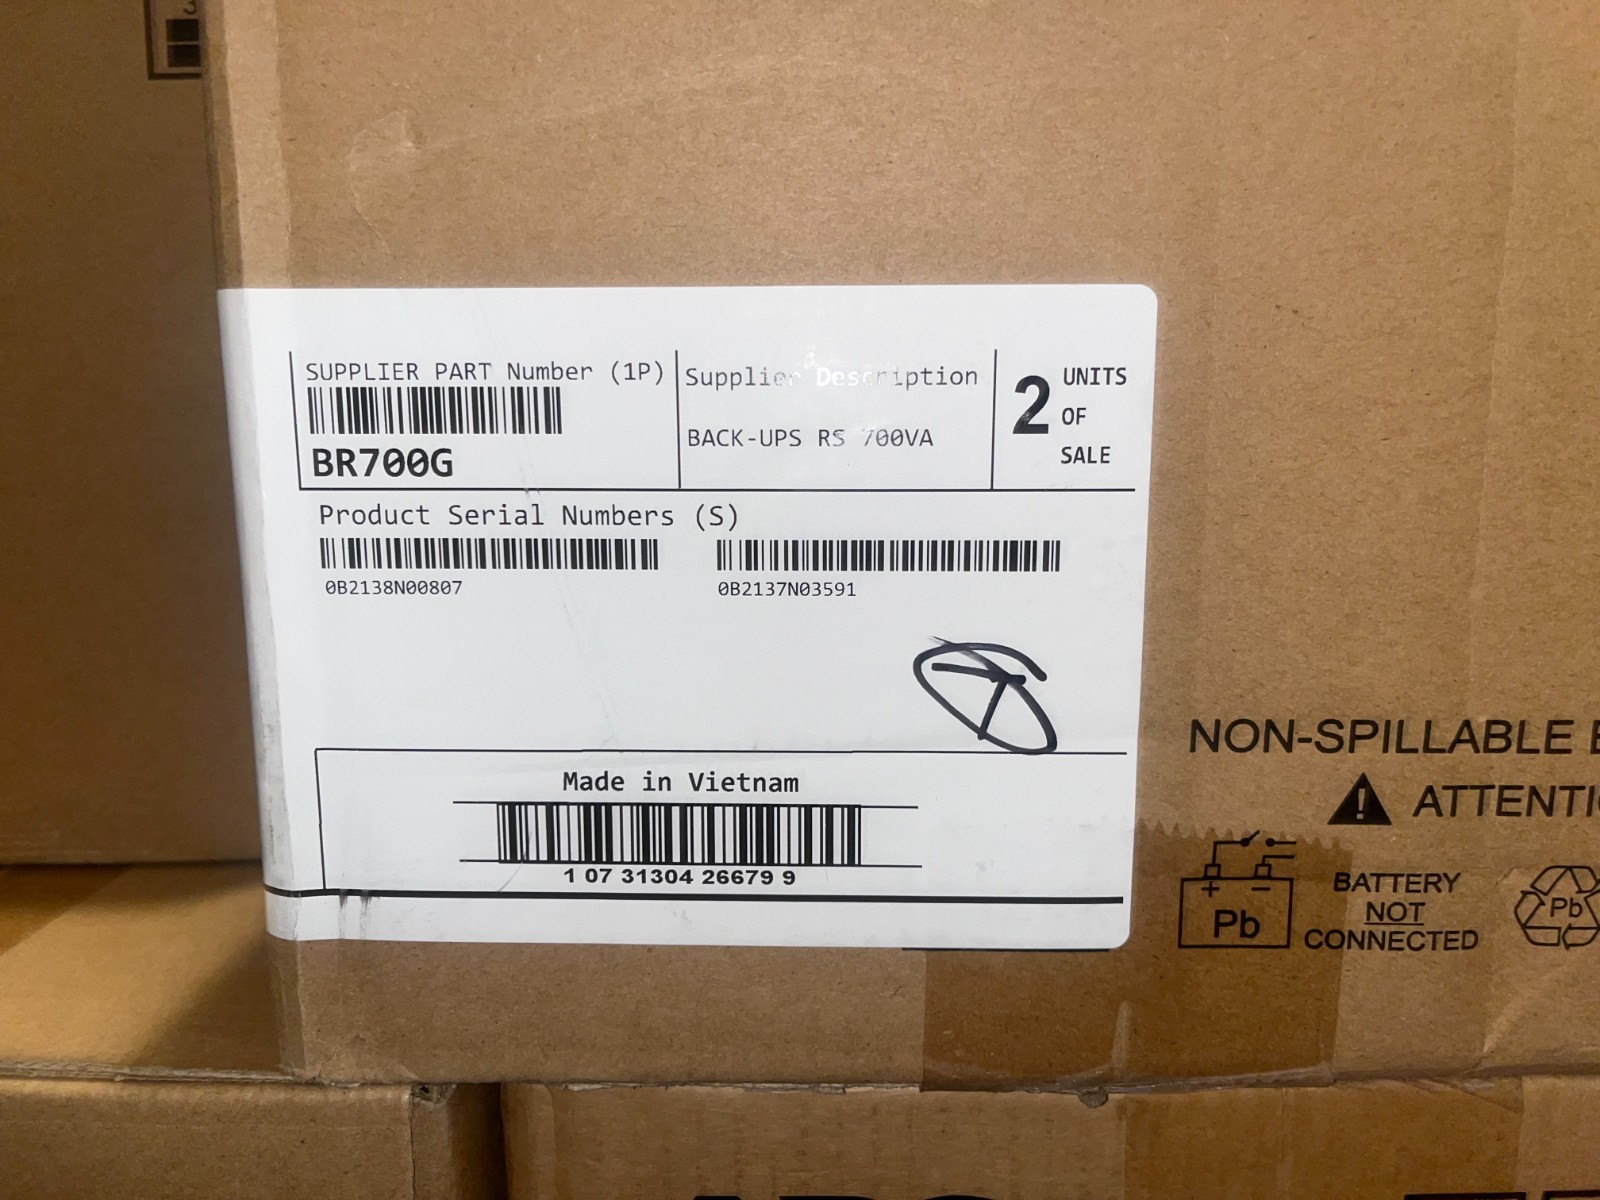 SUPPLIER PART Number (1P)
BR700G
Supplier Description
BACK-UPS RS 700VA
2 UNITS
OF
SALE
Product Serial Numbers (S)
0B2138N00807
0B2137N03591
T
Made in Vietnam
1 07 31304 26679 9
NON-SPILLABLE
ATTENTI
+ −
Pb
BATTERY
NOT
CONNECTED
Pb